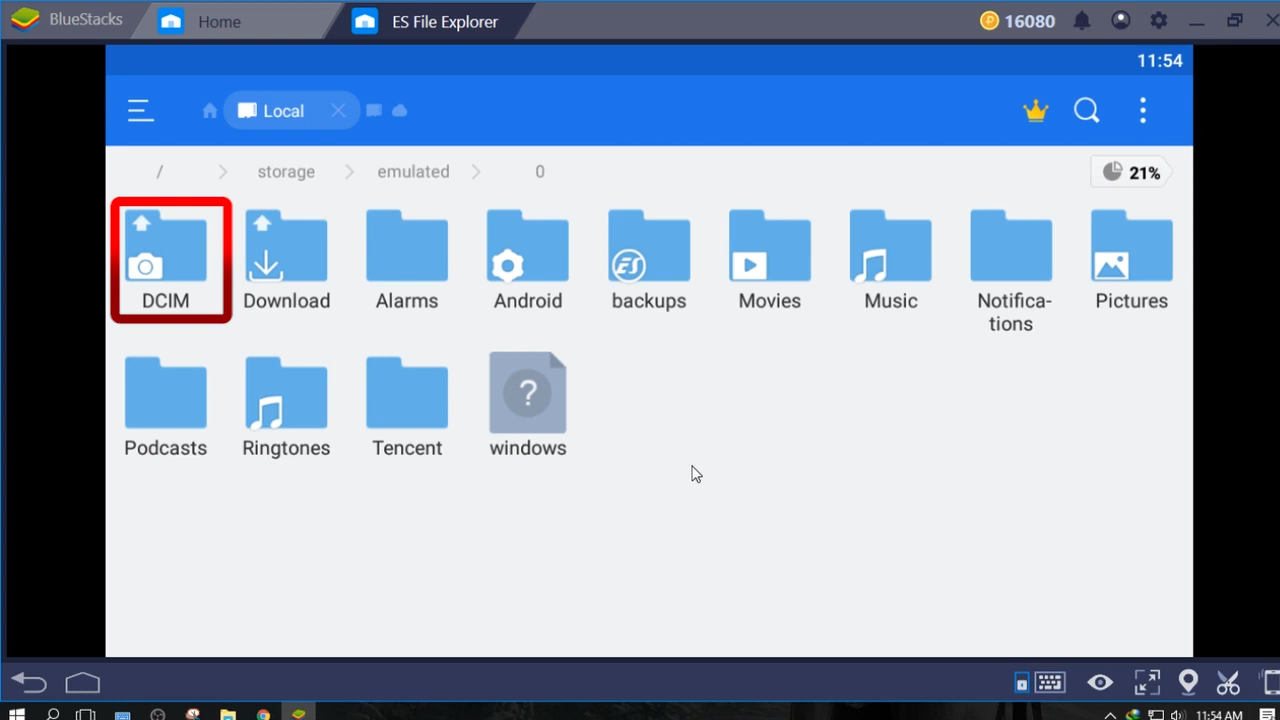 BlueStacks Home ES File Explorer 16080
11:54
Local
/ storage emulated 0 21%
DCIM Download Alarms Android backups Movies Music Notifica-
tions Pictures
Podcasts Ringtones Tencent windows
11:54 AM